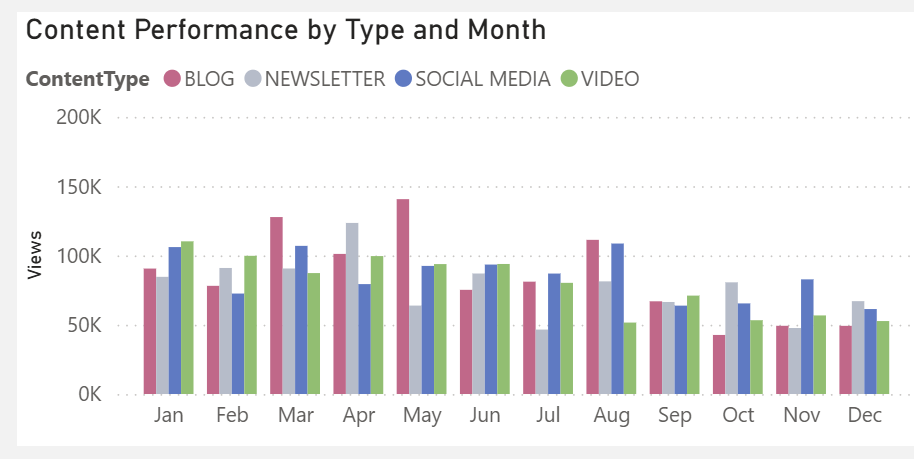 Content Performance by Type and Month
ContentType BLOG NEWSLETTER SOCIAL MEDIA VIDEO
200K
150K
100K
50K
0K
Views
Jan Feb Mar Apr May Jun Jul Aug Sep Oct Nov Dec